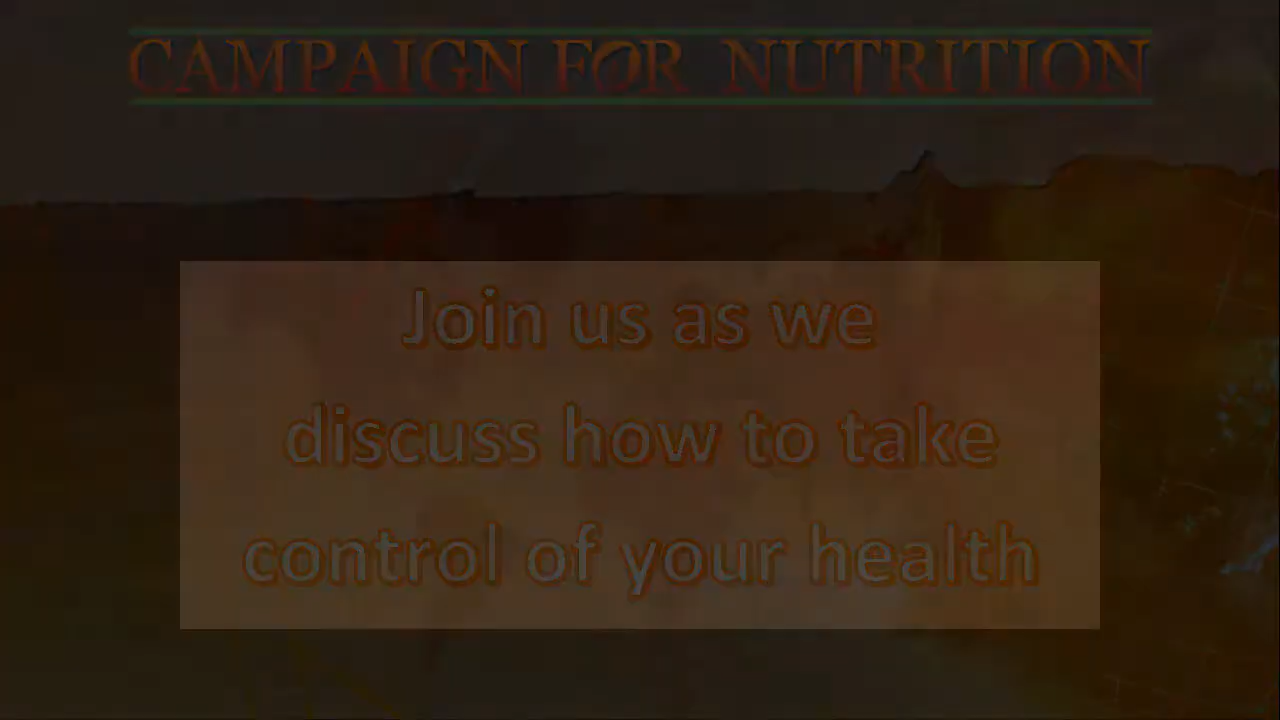 CAMPAIGN FOR NUTRITION
Join us as we
discuss how to take
control of your health